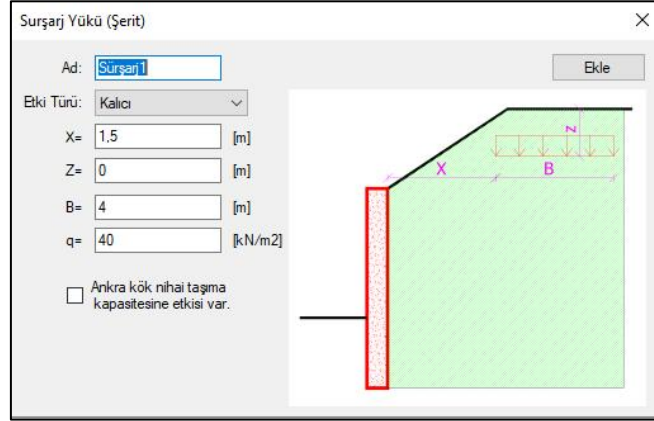 Surşarj Yükü (Şerit)
Ad: Sürşarj1
Ekle
Etki Türü: Kalıcı
X= 1,5 [m]
Z= 0 [m]
B= 4 [m]
q= 40 [kN/m2]
Ankra kök nihai taşıma
kapasitesine etkisi var.
z
X
B